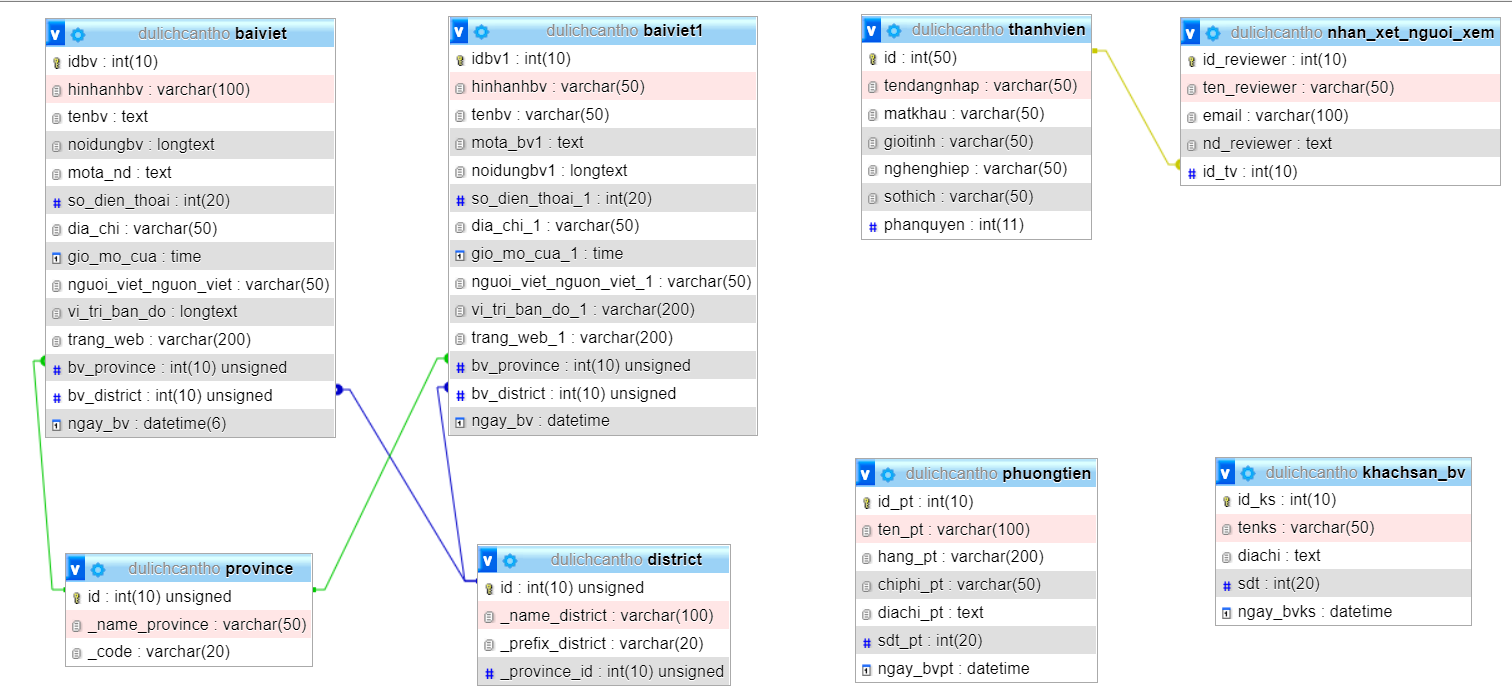 dulichcantho baiviet
idbv : int(10)
hinhanhbv : varchar(100)
tenbv : text
noidungbv : longtext
mota_nd : text
so_dien_thoai : int(20)
dia_chi : varchar(50)
gio_mo_cua : time
nguoi_viet_nguon_viet : varchar(50)
vi_tri_ban_do : longtext
trang_web : varchar(200)
bv_province : int(10) unsigned
bv_district : int(10) unsigned
ngay_bv : datetime(6)
dulichcantho baiviet1
idbv1 : int(10)
hinhanhbv : varchar(50)
tenbv : varchar(50)
mota_bv1 : text
noidungbv1 : longtext
so_dien_thoai_1 : int(20)
dia_chi_1 : varchar(50)
gio_mo_cua_1 : time
nguoi_viet_nguon_viet_1 : varchar(50)
vi_tri_ban_do_1 : varchar(200)
trang_web_1 : varchar(200)
bv_province : int(10) unsigned
bv_district : int(10) unsigned
ngay_bv : datetime
dulichcantho thanhvien
id : int(50)
tendangnhap : varchar(50)
matkhau : varchar(50)
gioitinh : varchar(50)
nghenghiep : varchar(50)
sothich : varchar(50)
phanquyen : int(11)
dulichcantho nhan_xet_nguoi_xem
id_reviewer : int(10)
ten_reviewer : varchar(50)
email : varchar(100)
nd_reviewer : text
id_tv : int(10)
dulichcantho province
id : int(10) unsigned
_name_province : varchar(50)
_code : varchar(20)
dulichcantho district
id : int(10) unsigned
_name_district : varchar(100)
_prefix_district : varchar(20)
_province_id : int(10) unsigned
dulichcantho phuongtien
id_pt : int(10)
ten_pt : varchar(100)
hang_pt : varchar(200)
chiphi_pt : varchar(50)
diachi_pt : text
sdt_pt : int(20)
ngay_bvpt : datetime
dulichcantho khachsan_bv
id_ks : int(10)
tenks : varchar(50)
diachi : text
sdt : int(20)
ngay_bvks : datetime